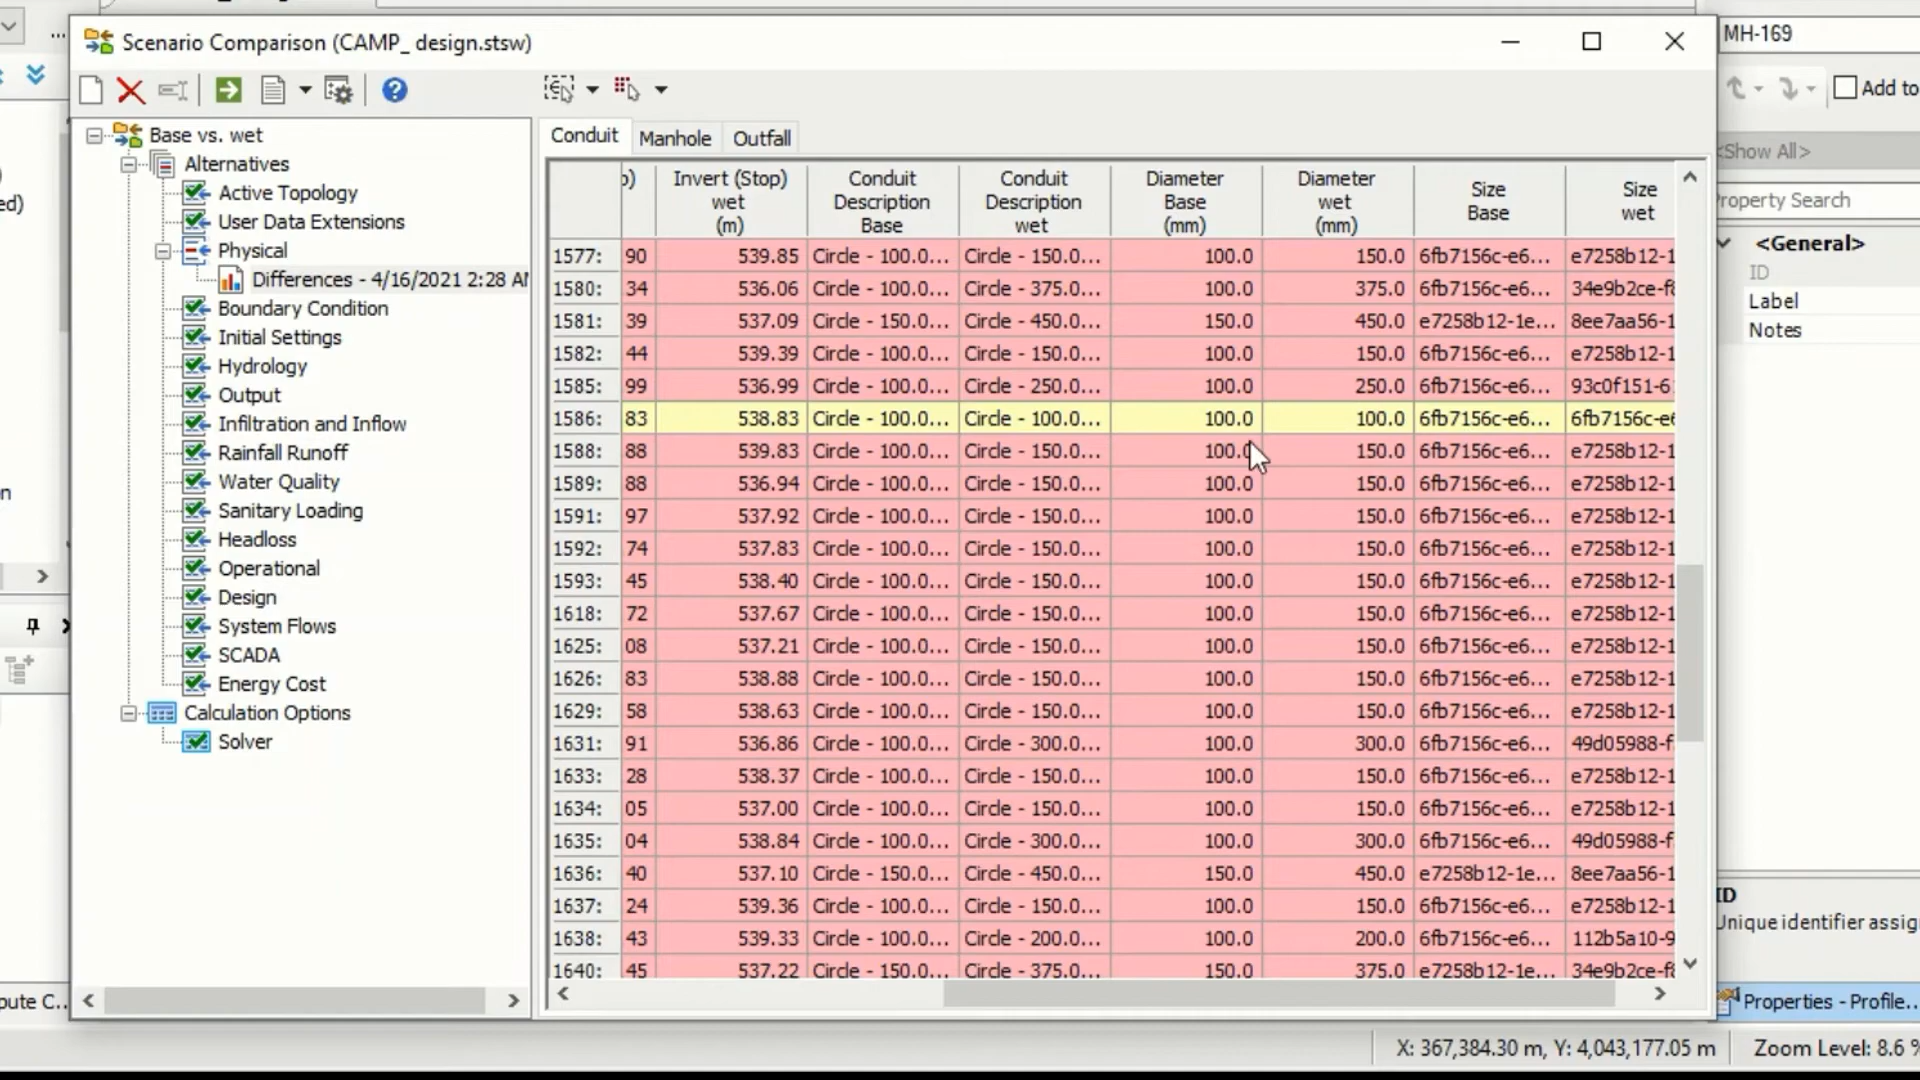 Scenario Comparison (CAMP_ design.stsw)
MH-169
Add to
<Show All>
Property Search
<General>
ID
Label
Notes
Base vs. wet
Alternatives
Active Topology
User Data Extensions
Physical
Differences - 4/16/2021 2:28 AM
Boundary Condition
Initial Settings
Hydrology
Output
Infiltration and Inflow
Rainfall Runoff
Water Quality
Sanitary Loading
Headloss
Operational
Design
System Flows
SCADA
Energy Cost
Calculation Options
Solver
Conduit Manhole Outfall
Invert (Stop) wet (m) Conduit Description Base Conduit Description wet Diameter Base (mm) Diameter wet (mm) Size Base Size wet
1577: 90 539.85 Circle - 100.0... Circle - 150.0... 100.0 150.0 6fb7156c-e6... e7258b12-1
1580: 34 536.06 Circle - 100.0... Circle - 375.0... 100.0 375.0 6fb7156c-e6... 34e9b2ce-f8
1581: 39 537.09 Circle - 150.0... Circle - 450.0... 150.0 450.0 e7258b12-1e... 8ee7aa56-1
1582: 44 539.39 Circle - 100.0... Circle - 150.0... 100.0 150.0 6fb7156c-e6... e7258b12-1
1585: 99 536.99 Circle - 100.0... Circle - 250.0... 100.0 250.0 6fb7156c-e6... 93c0f151-6
1586: 83 538.83 Circle - 100.0... Circle - 100.0... 100.0 100.0 6fb7156c-e6... 6fb7156c-e6
1588: 88 539.83 Circle - 100.0... Circle - 150.0... 100.0 150.0 6fb7156c-e6... e7258b12-1
1589: 88 536.94 Circle - 100.0... Circle - 150.0... 100.0 150.0 6fb7156c-e6... e7258b12-1
1591: 97 537.92 Circle - 100.0... Circle - 150.0... 100.0 150.0 6fb7156c-e6... e7258b12-1
1592: 74 537.83 Circle - 100.0... Circle - 150.0... 100.0 150.0 6fb7156c-e6... e7258b12-1
1593: 45 538.40 Circle - 100.0... Circle - 150.0... 100.0 150.0 6fb7156c-e6... e7258b12-1
1618: 72 537.67 Circle - 100.0... Circle - 150.0... 100.0 150.0 6fb7156c-e6... e7258b12-1
1625: 08 537.21 Circle - 100.0... Circle - 150.0... 100.0 150.0 6fb7156c-e6... e7258b12-1
1626: 83 538.88 Circle - 100.0... Circle - 150.0... 100.0 150.0 6fb7156c-e6... e7258b12-1
1629: 58 538.63 Circle - 100.0... Circle - 150.0... 100.0 150.0 6fb7156c-e6... e7258b12-1
1631: 91 536.86 Circle - 100.0... Circle - 300.0... 100.0 300.0 6fb7156c-e6... 49d05988-f
1633: 28 538.37 Circle - 100.0... Circle - 150.0... 100.0 150.0 6fb7156c-e6... e7258b12-1
1634: 05 537.00 Circle - 100.0... Circle - 150.0... 100.0 150.0 6fb7156c-e6... e7258b12-1
1635: 04 538.84 Circle - 100.0... Circle - 300.0... 100.0 300.0 6fb7156c-e6... 49d05988-f
1636: 40 537.10 Circle - 150.0... Circle - 450.0... 150.0 450.0 e7258b12-1e... 8ee7aa56-1
1637: 24 539.36 Circle - 100.0... Circle - 150.0... 100.0 150.0 6fb7156c-e6... e7258b12-1
1638: 43 539.33 Circle - 100.0... Circle - 200.0... 100.0 200.0 6fb7156c-e6... 112b5a10-9
1640: 45 537.22 Circle - 150.0... Circle - 375.0... 150.0 375.0 e7258b12-1e... 34e9b2ce-f8
ID
Unique identifier assig
pute C...
Properties - Profile...
X: 367,384.30 m, Y: 4,043,177.05 m
Zoom Level: 8.6 %